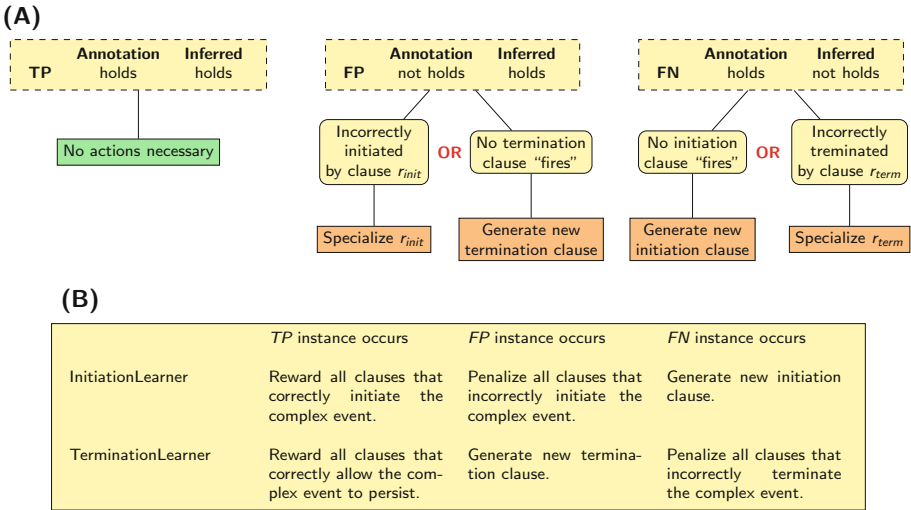 (A)
Annotation Inferred
TP holds holds
No actions necessary
Annotation Inferred
FP not holds holds
Incorrectly
initiated
by clause r_init
OR
No termination
clause "fires"
Specialize r_init
Generate new
termination clause
Annotation Inferred
FN holds not holds
No initiation
clause "fires"
OR
Incorrectly
treminated
by clause r_term
Generate new
initiation clause
Specialize r_term
(B)
TP instance occurs FP instance occurs FN instance occurs
InitiationLearner
Reward all clauses that
correctly initiate the
complex event.
Penalize all clauses that
incorrectly initiate the
complex event.
Generate new initiation
clause.
TerminationLearner
Reward all clauses that
correctly allow the com-
plex event to persist.
Generate new termina-
tion clause.
Penalize all clauses that
incorrectly terminate
the complex event.